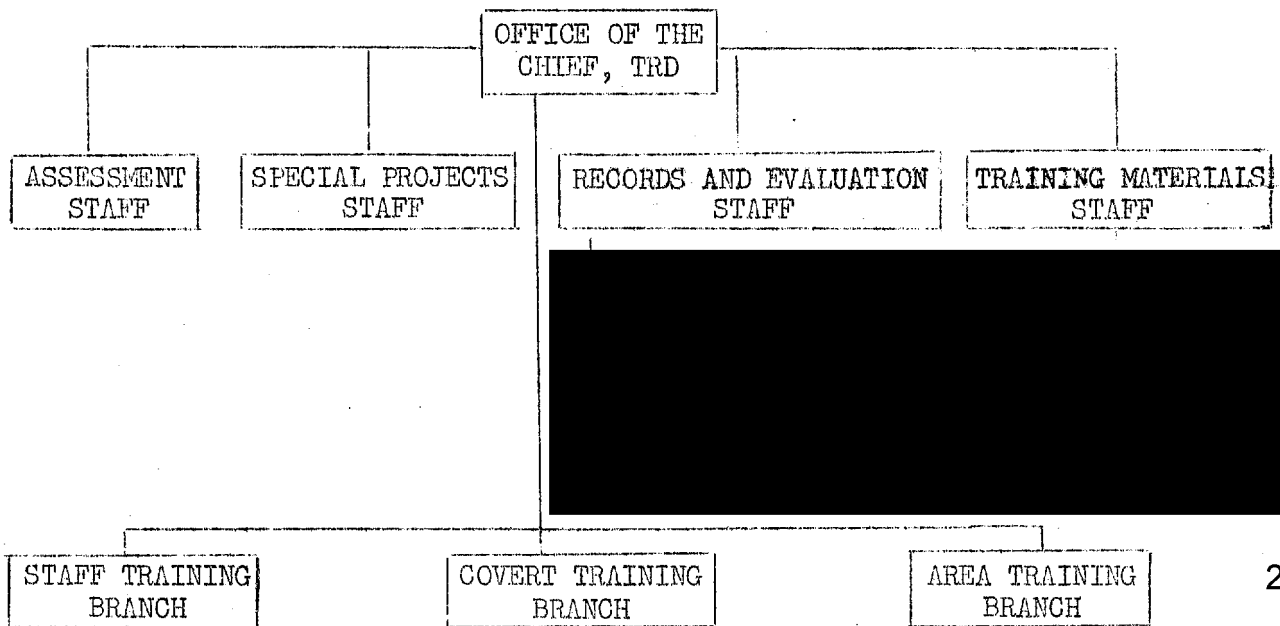 OFFICE OF THE
CHIEF, TRD
ASSESSMENT
STAFF
SPECIAL PROJECTS
STAFF
RECORDS AND EVALUATION
STAFF
TRAINING MATERIALS
STAFF
STAFF TRAINING
BRANCH
COVERT TRAINING
BRANCH
AREA TRAINING
BRANCH
2